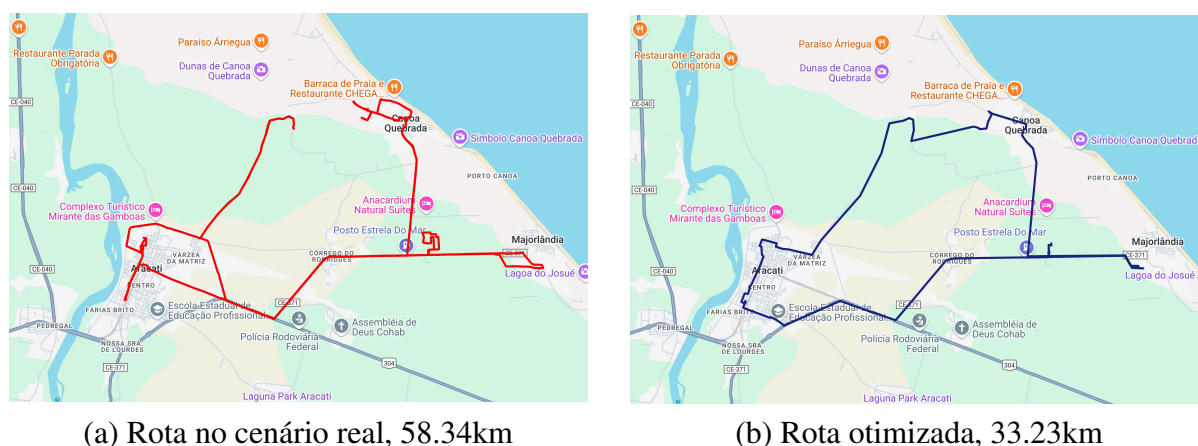 Restaurante Parada
Obrigatória
Paraíso Árriegua
Dunas de Canoa
Quebrada
Barraca de Praia e
Restaurante CHEGA...
CE-040
Canoa
Quebrada
Símbolo Canoa Quebrada
CE-040
PORTO CANOA
Complexo Turístico
Mirante das Gamboas
Anacardium
Natural Suítes
Posto Estrela Do Mar
Majorlândia
VÁRZEA
DA MATRIZ
CÓRREGO DO
RODRIGUES
CE-371
Lagoa do Josué
Aracati
CE-040
CENTRO
FARIAS BRITO
Escola Estadual de
Educação Profissional...
CE-371
PEDREGAL
NOSSA SRA.
DE LOURDES
Polícia Rodoviária
Federal
Assembléia de
Deus Cohab
CE-371
304
Laguna Park Aracati
(a) Rota no cenário real, 58.34km
Restaurante Parada
Obrigatória
Paraíso Árriegua
Dunas de Canoa
Quebrada
Barraca de Praia e
Restaurante CHEGA...
CE-040
Canoa
Quebrada
Símbolo Canoa Quebrada
CE-040
PORTO CANOA
Complexo Turístico
Mirante das Gamboas
Anacardium
Natural Suítes
Posto Estrela Do Mar
Majorlândia
VÁRZEA
DA MATRIZ
CÓRREGO DO
RODRIGUES
CE-371
Lagoa do Josué
Aracati
CE-040
CENTRO
FARIAS BRITO
Escola Estadual de
Educação Profissional...
CE-371
PEDREGAL
NOSSA SRA.
DE LOURDES
Polícia Rodoviária
Federal
Assembléia de
Deus Cohab
CE-371
304
Laguna Park Aracati
(b) Rota otimizada, 33.23km